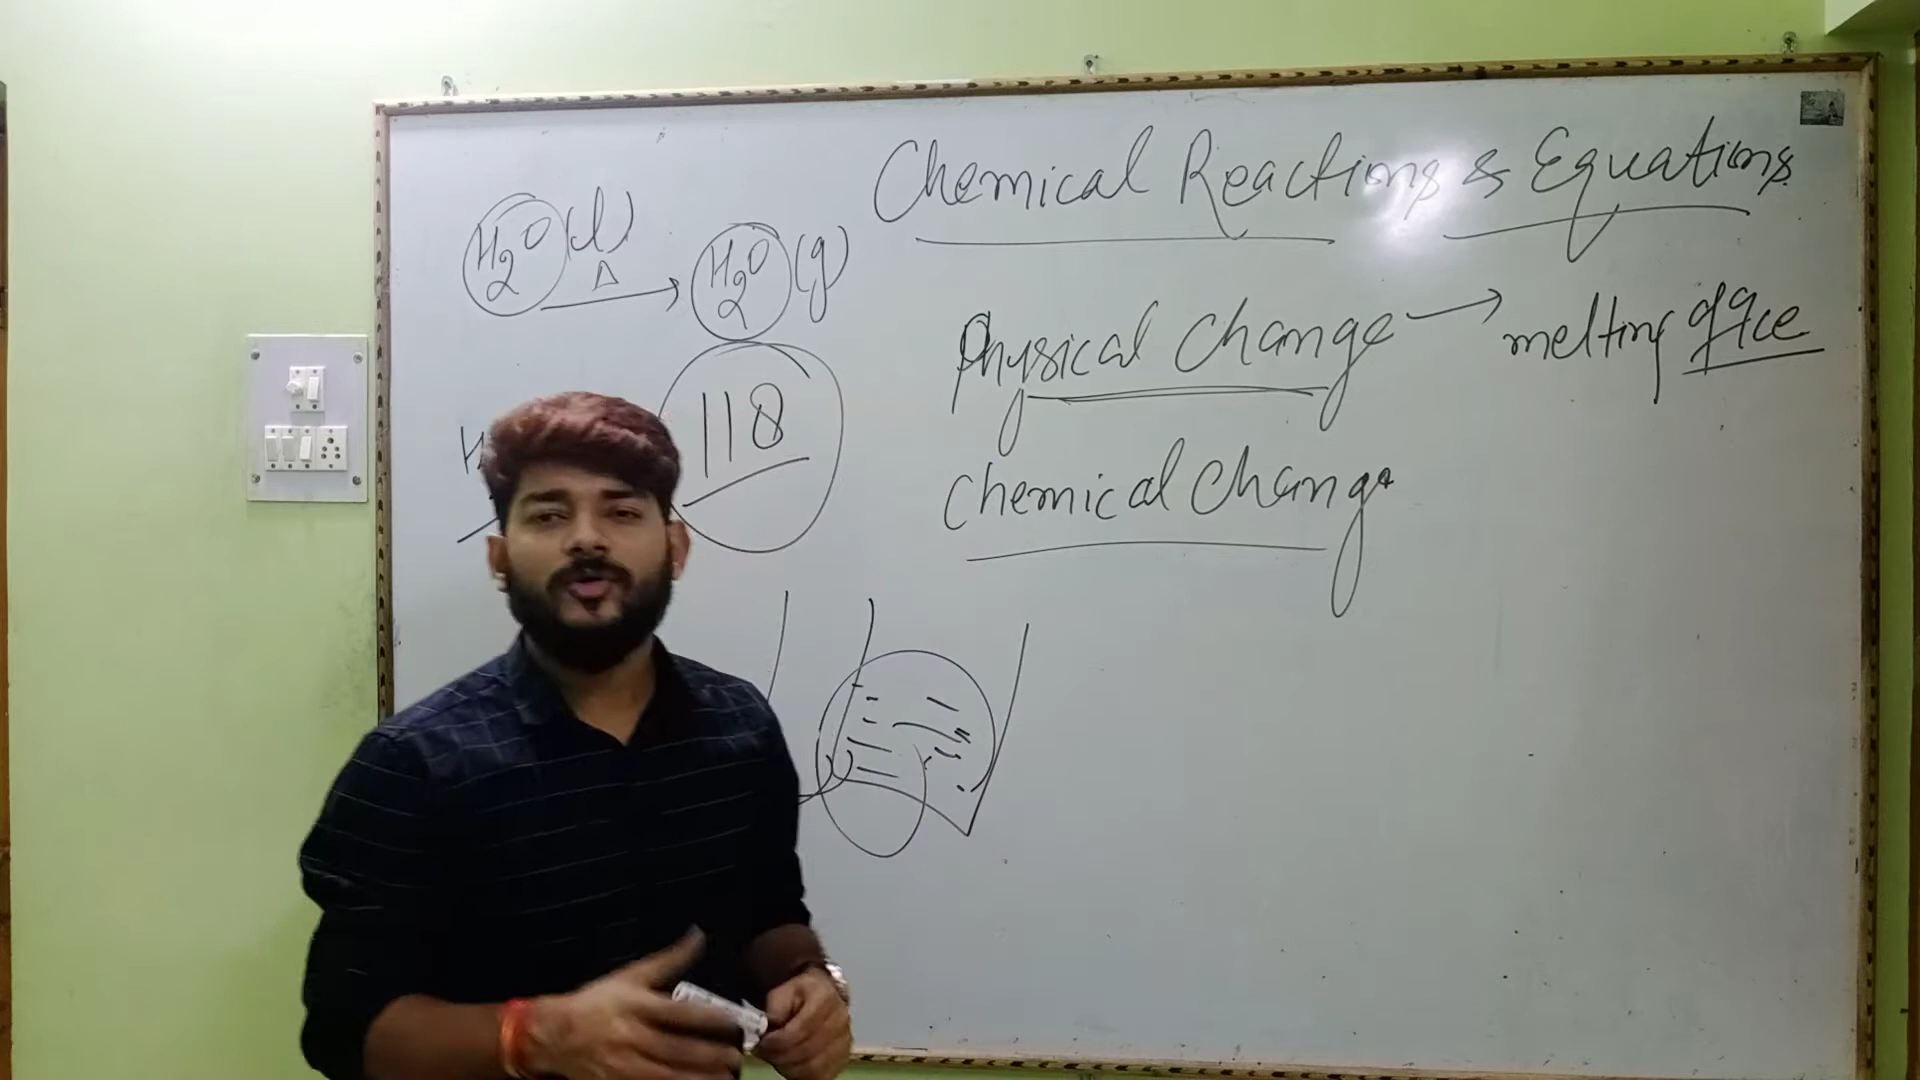 Chemical Reactions & Equations
H2O (l) Δ → H2O (g)
Physical Change → melting of Ice
118
H
Chemical Change